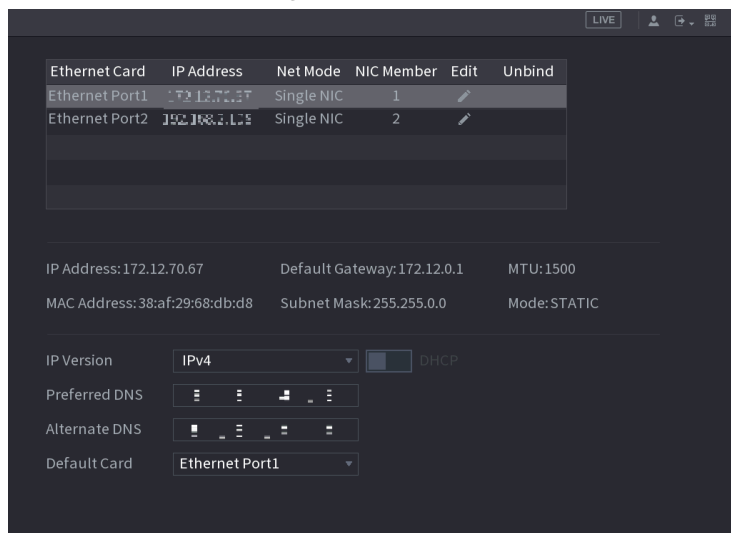 LIVE
Ethernet Card IP Address Net Mode NIC Member Edit Unbind
Ethernet Port1 Single NIC 1
Ethernet Port2 Single NIC 2
IP Address: 172.12.70.67 Default Gateway: 172.12.0.1 MTU: 1500
MAC Address: 38:af:29:68:db:d8 Subnet Mask: 255.255.0.0 Mode: STATIC
IP Version IPv4 DHCP
Preferred DNS
Alternate DNS
Default Card Ethernet Port1